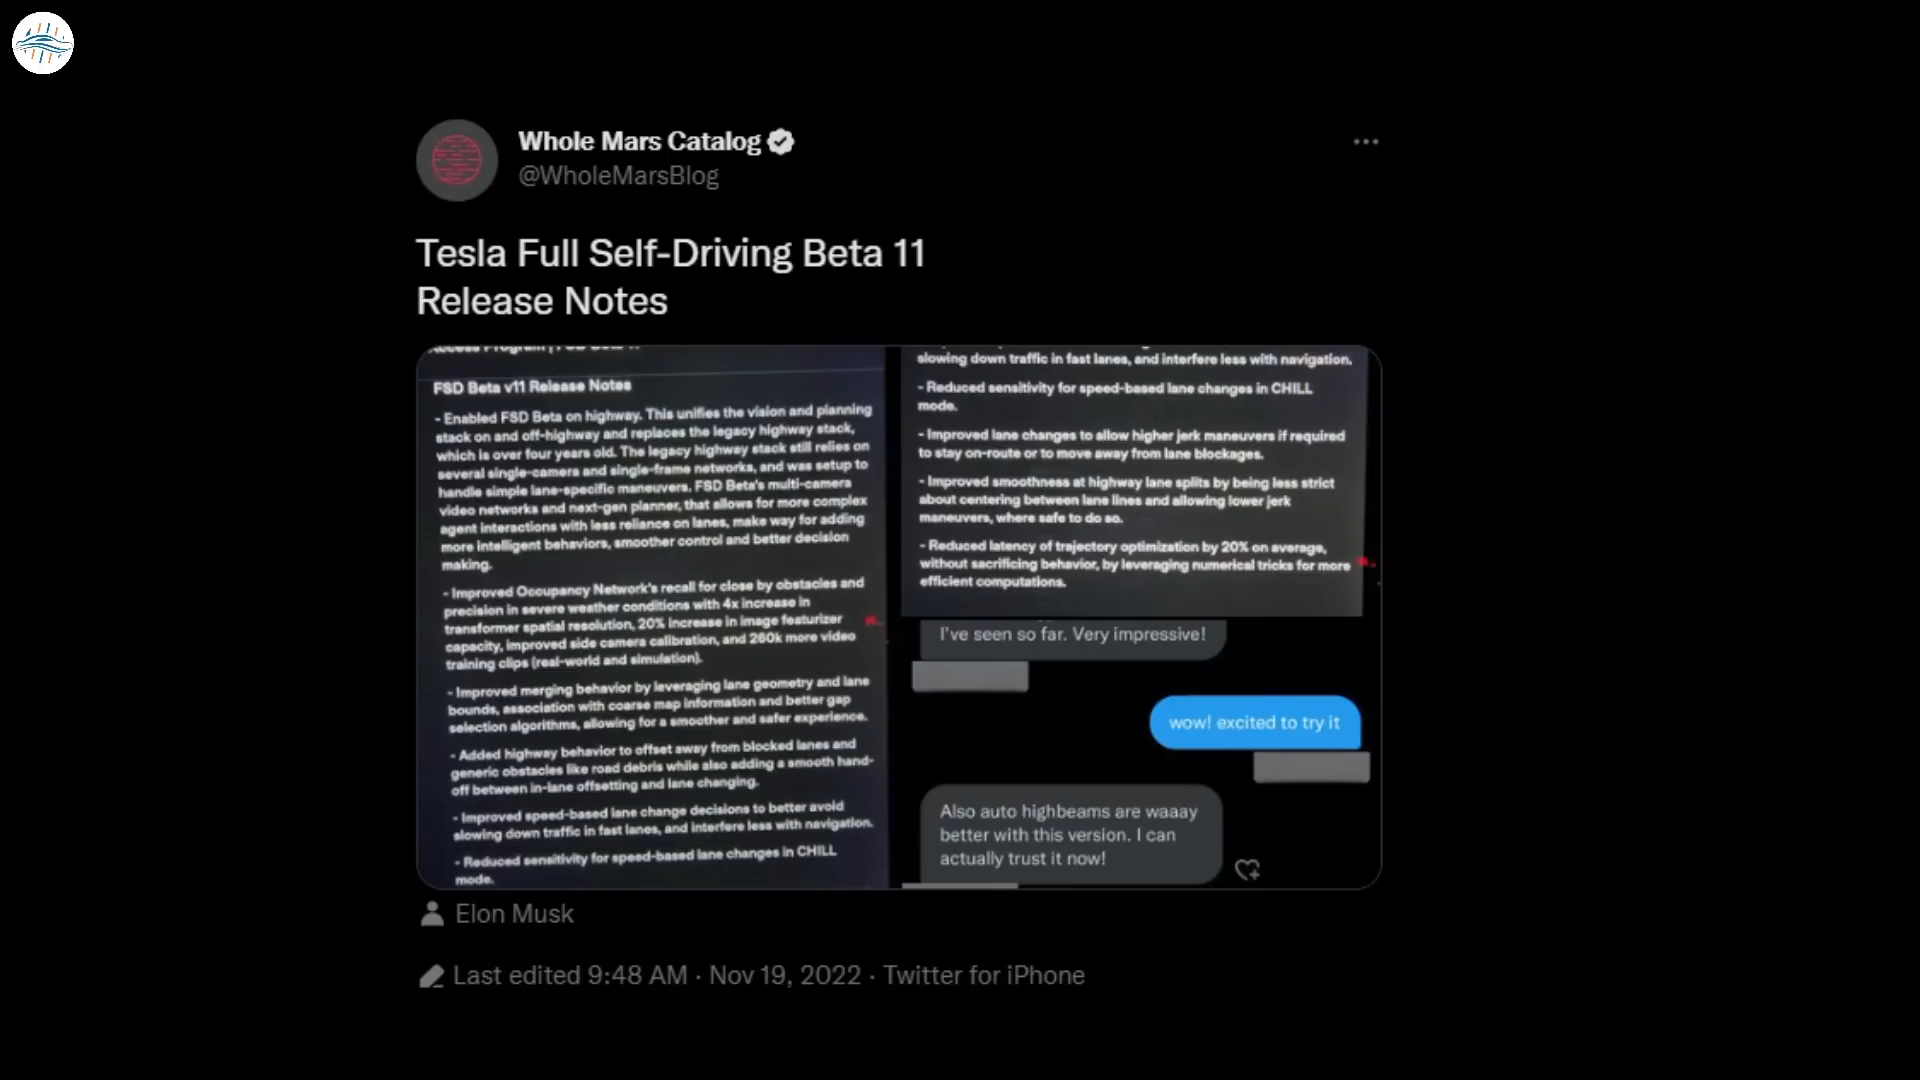 Whole Mars Catalog
@WholeMarsBlog
Tesla Full Self-Driving Beta 11
Release Notes
FSD Beta v11 Release Notes
- Enabled FSD Beta on highway. This unifies the vision and planning
stack on and off-highway and replaces the legacy highway stack,
which is over four years old. The legacy highway stack still relies on
several single-camera and single-frame networks, and was setup to
handle simple lane-specific maneuvers. FSD Beta's multi-camera
video networks and next-gen planner, that allows for more complex
agent interactions with less reliance on lanes, make way for adding
more intelligent behaviors, smoother control and better decision
making.
- Improved Occupancy Network's recall for close by obstacles and
precision in severe weather conditions with 4x increase in
transformer spatial resolution, 20% increase in image featurizer
capacity, improved side camera calibration, and 260k more video
training clips (real-world and simulation).
- Improved merging behavior by leveraging lane geometry and lane
bounds, association with coarse map information and better gap
selection algorithms, allowing for a smoother and safer experience.
- Added highway behavior to offset away from blocked lanes and
generic obstacles like road debris while also adding a smooth hand-
off between in-lane offsetting and lane changing.
- Improved speed-based lane change decisions to better avoid
slowing down traffic in fast lanes, and interfere less with navigation.
- Reduced sensitivity for speed-based lane changes in CHILL
mode.
slowing down traffic in fast lanes, and interfere less with navigation.
- Reduced sensitivity for speed-based lane changes in CHILL
mode.
- Improved lane changes to allow higher jerk maneuvers if required
to stay on-route or to move away from lane blockages.
- Improved smoothness at highway lane splits by being less strict
about centering between lane lines and allowing lower jerk
maneuvers, where safe to do so.
- Reduced latency of trajectory optimization by 20% on average,
without sacrificing behavior, by leveraging numerical tricks for more
efficient computations.
I've seen so far. Very impressive!
wow! excited to try it
Also auto highbeams are waaay
better with this version. I can
actually trust it now!
Elon Musk
Last edited 9:48 AM · Nov 19, 2022 · Twitter for iPhone